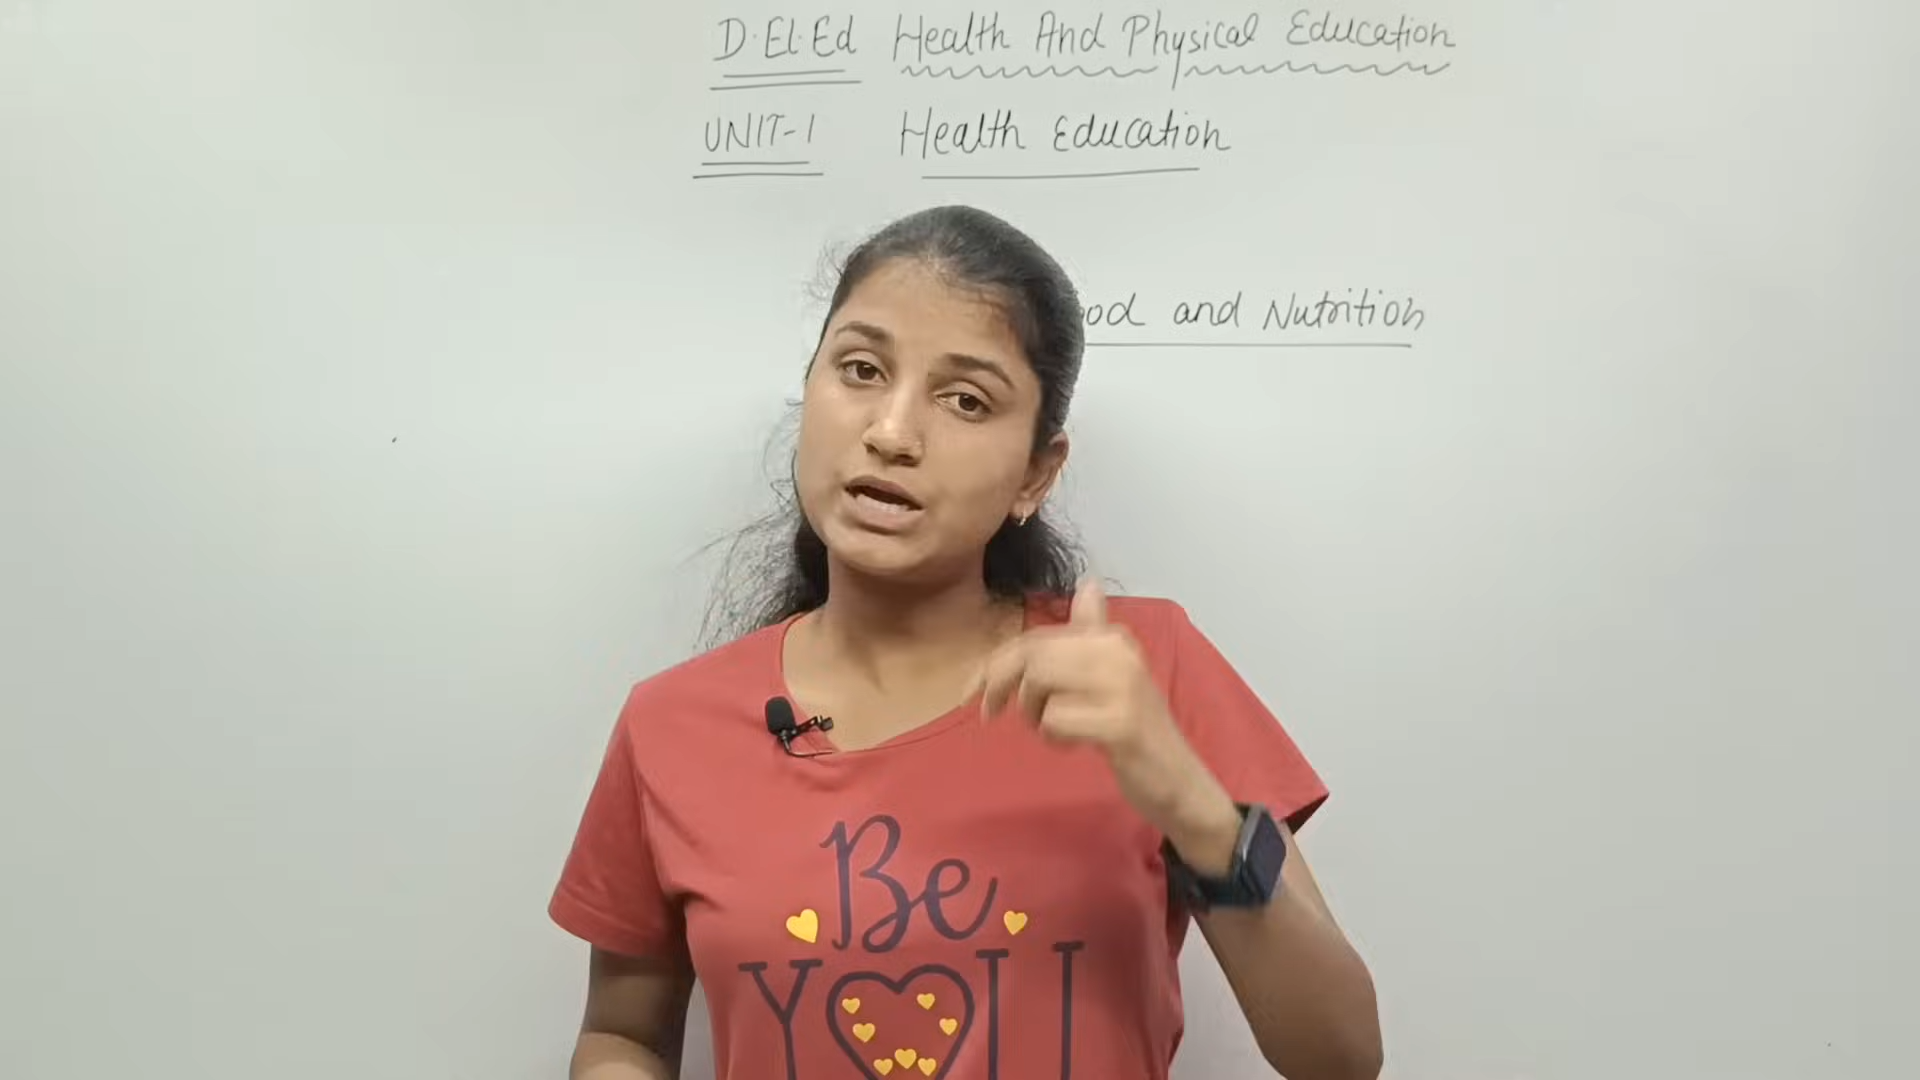 D.El.Ed Health And Physical Education
UNIT-1 Health Education
and Nutrition
Be
YOU